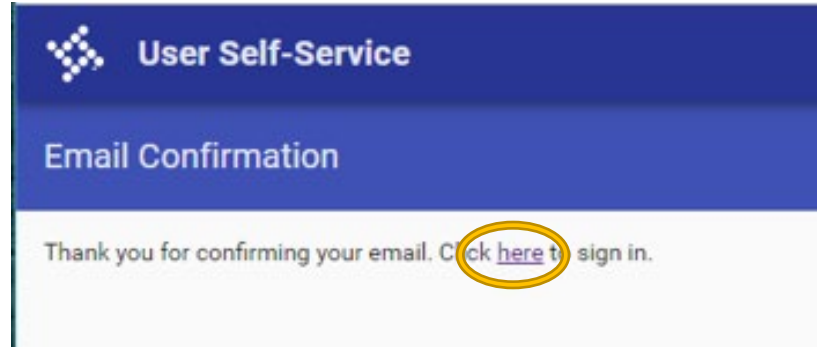 User Self-Service
Email Confirmation
Thank you for confirming your email. Click here to sign in.